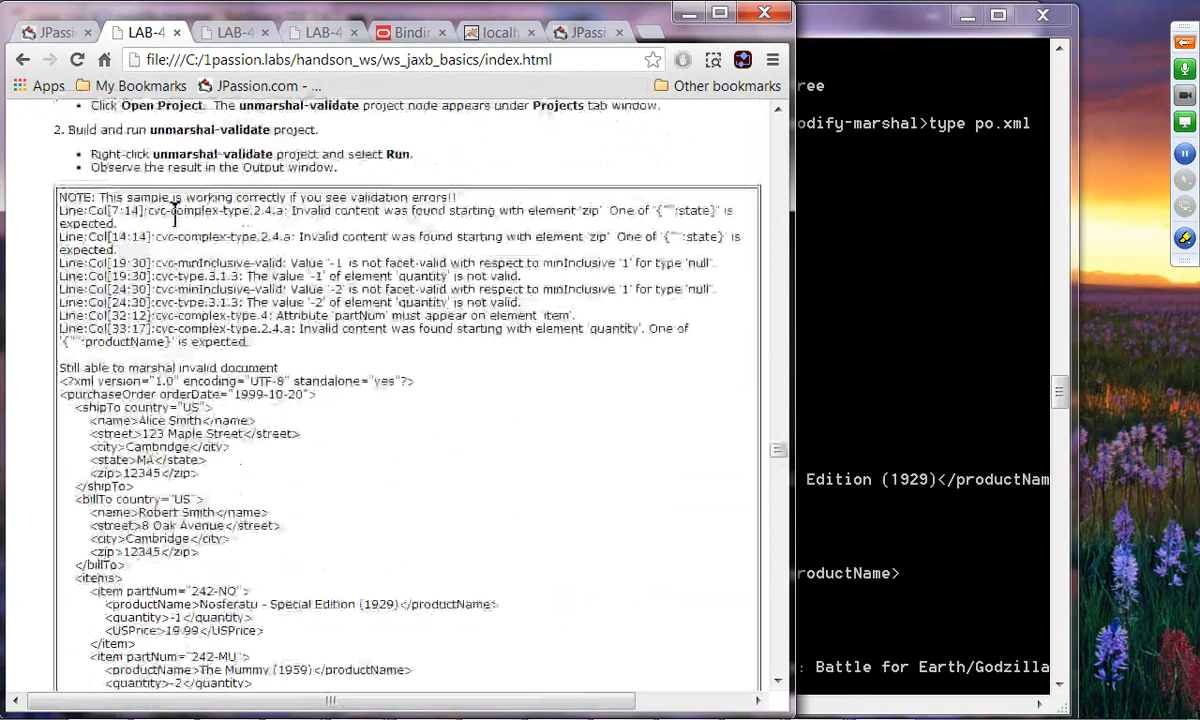 JPassi
LAB-4
LAB-4
LAB-4
Bindin
localh
JPassi
file:///C:/1passion.labs/handson_ws/ws_jaxb_basics/index.html
Apps
My Bookmarks
JPassion.com - ...
Other bookmarks
• Click Open Project. The unmarshal-validate project node appears under Projects tab window.
2. Build and run unmarshal-validate project.
• Right-click unmarshal-validate project and select Run.
• Observe the result in the Output window.
NOTE: This sample is working correctly if you see validation errors!!
Line:Col[7:14]:cvc-complex-type.2.4.a: Invalid content was found starting with element 'zip'. One of '{"":state}' is
expected.
Line:Col[14:14]:cvc-complex-type.2.4.a: Invalid content was found starting with element 'zip'. One of '{"":state}' is
expected.
Line:Col[19:30]:cvc-minInclusive-valid: Value '-1' is not facet-valid with respect to minInclusive '1' for type 'null'.
Line:Col[19:30]:cvc-type.3.1.3: The value '-1' of element 'quantity' is not valid.
Line:Col[24:30]:cvc-minInclusive-valid: Value '-2' is not facet-valid with respect to minInclusive '1' for type 'null'.
Line:Col[24:30]:cvc-type.3.1.3: The value '-2' of element 'quantity' is not valid.
Line:Col[32:12]:cvc-complex-type.4: Attribute 'partNum' must appear on element 'item'.
Line:Col[33:17]:cvc-complex-type.2.4.a: Invalid content was found starting with element 'quantity'. One of
'{"":productName}' is expected.
Still able to marshal invalid document
<?xml version="1.0" encoding="UTF-8" standalone="yes"?>
<purchaseOrder orderDate="1999-10-20">
<shipTo country="US">
<name>Alice Smith</name>
<street>123 Maple Street</street>
<city>Cambridge</city>
<state>MA</state>
<zip>12345</zip>
</shipTo>
<billTo country="US">
<name>Robert Smith</name>
<street>8 Oak Avenue</street>
<city>Cambridge</city>
<zip>12345</zip>
</billTo>
<items>
<item partNum="242-NO">
<productName>Nosferatu - Special Edition (1929)</productName>
<quantity>-1</quantity>
<USPrice>19.99</USPrice>
</item>
<item partNum="242-MU">
<productName>The Mummy (1959)</productName>
<quantity>-2</quantity>
ree
odify-marshal>type po.xml
Edition (1929)</productNam
roductName>
: Battle for Earth/Godzilla